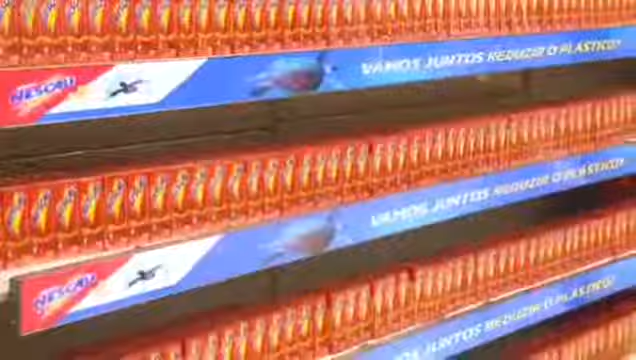 NESCAU
VAMOS JUNTOS REDUZIR O PLÁSTICO?
VAMOS JUNTOS REDUZIR O PLÁSTICO?
NESCAU
JUNTOS REDUZIR O PLÁSTICO?